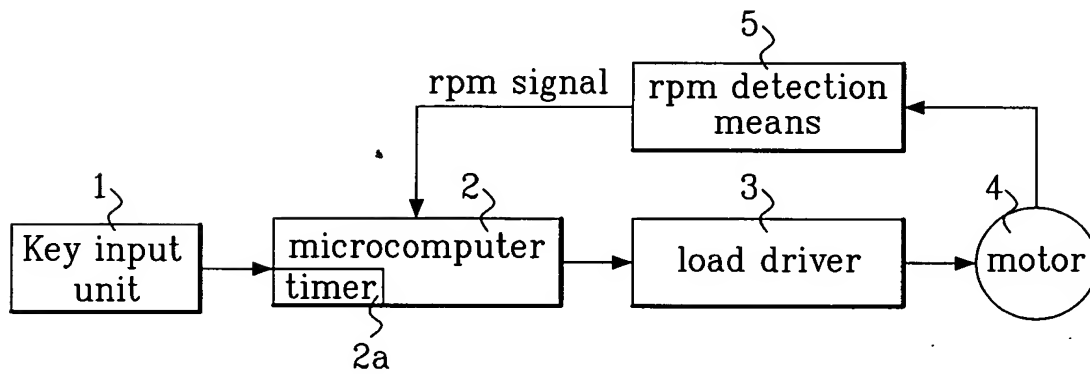 5
rpm signal
rpm detection
means
1
2
3
4
Key input
unit
microcomputer
timer
load driver
motor
2a